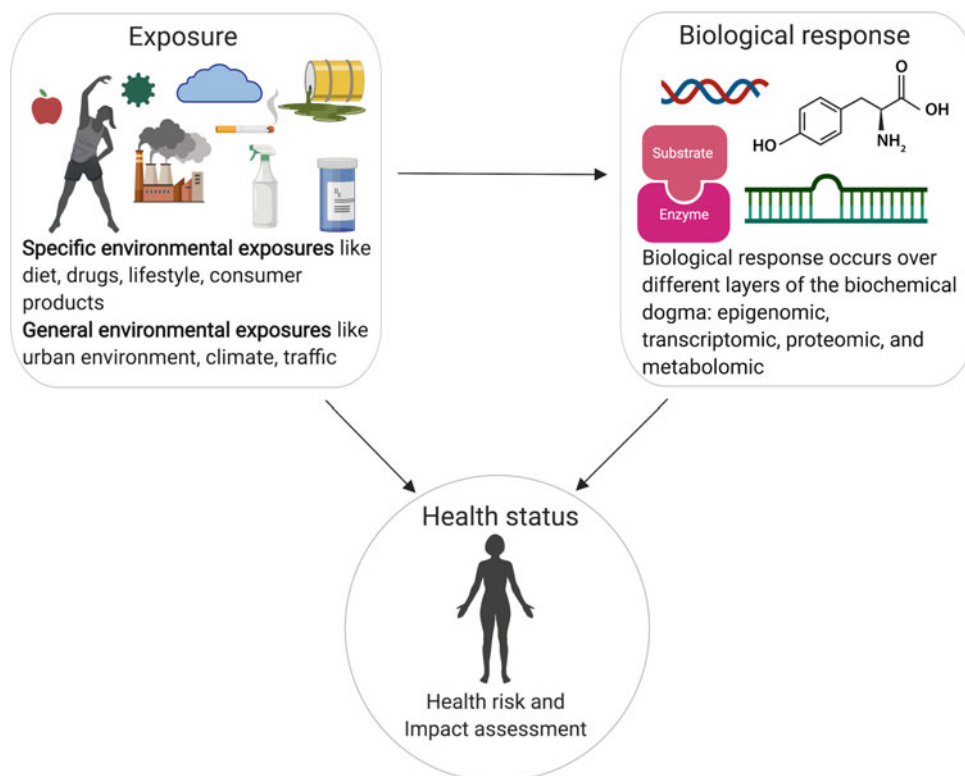 Exposure
Rx
Specific environmental exposures like
diet, drugs, lifestyle, consumer
products
General environmental exposures like
urban environment, climate, traffic
Biological response
O
OH
NH₂
HO
Substrate
Enzyme
Biological response occurs over
different layers of the biochemical
dogma: epigenomic,
transcriptomic, proteomic, and
metabolomic
Health status
Health risk and
Impact assessment